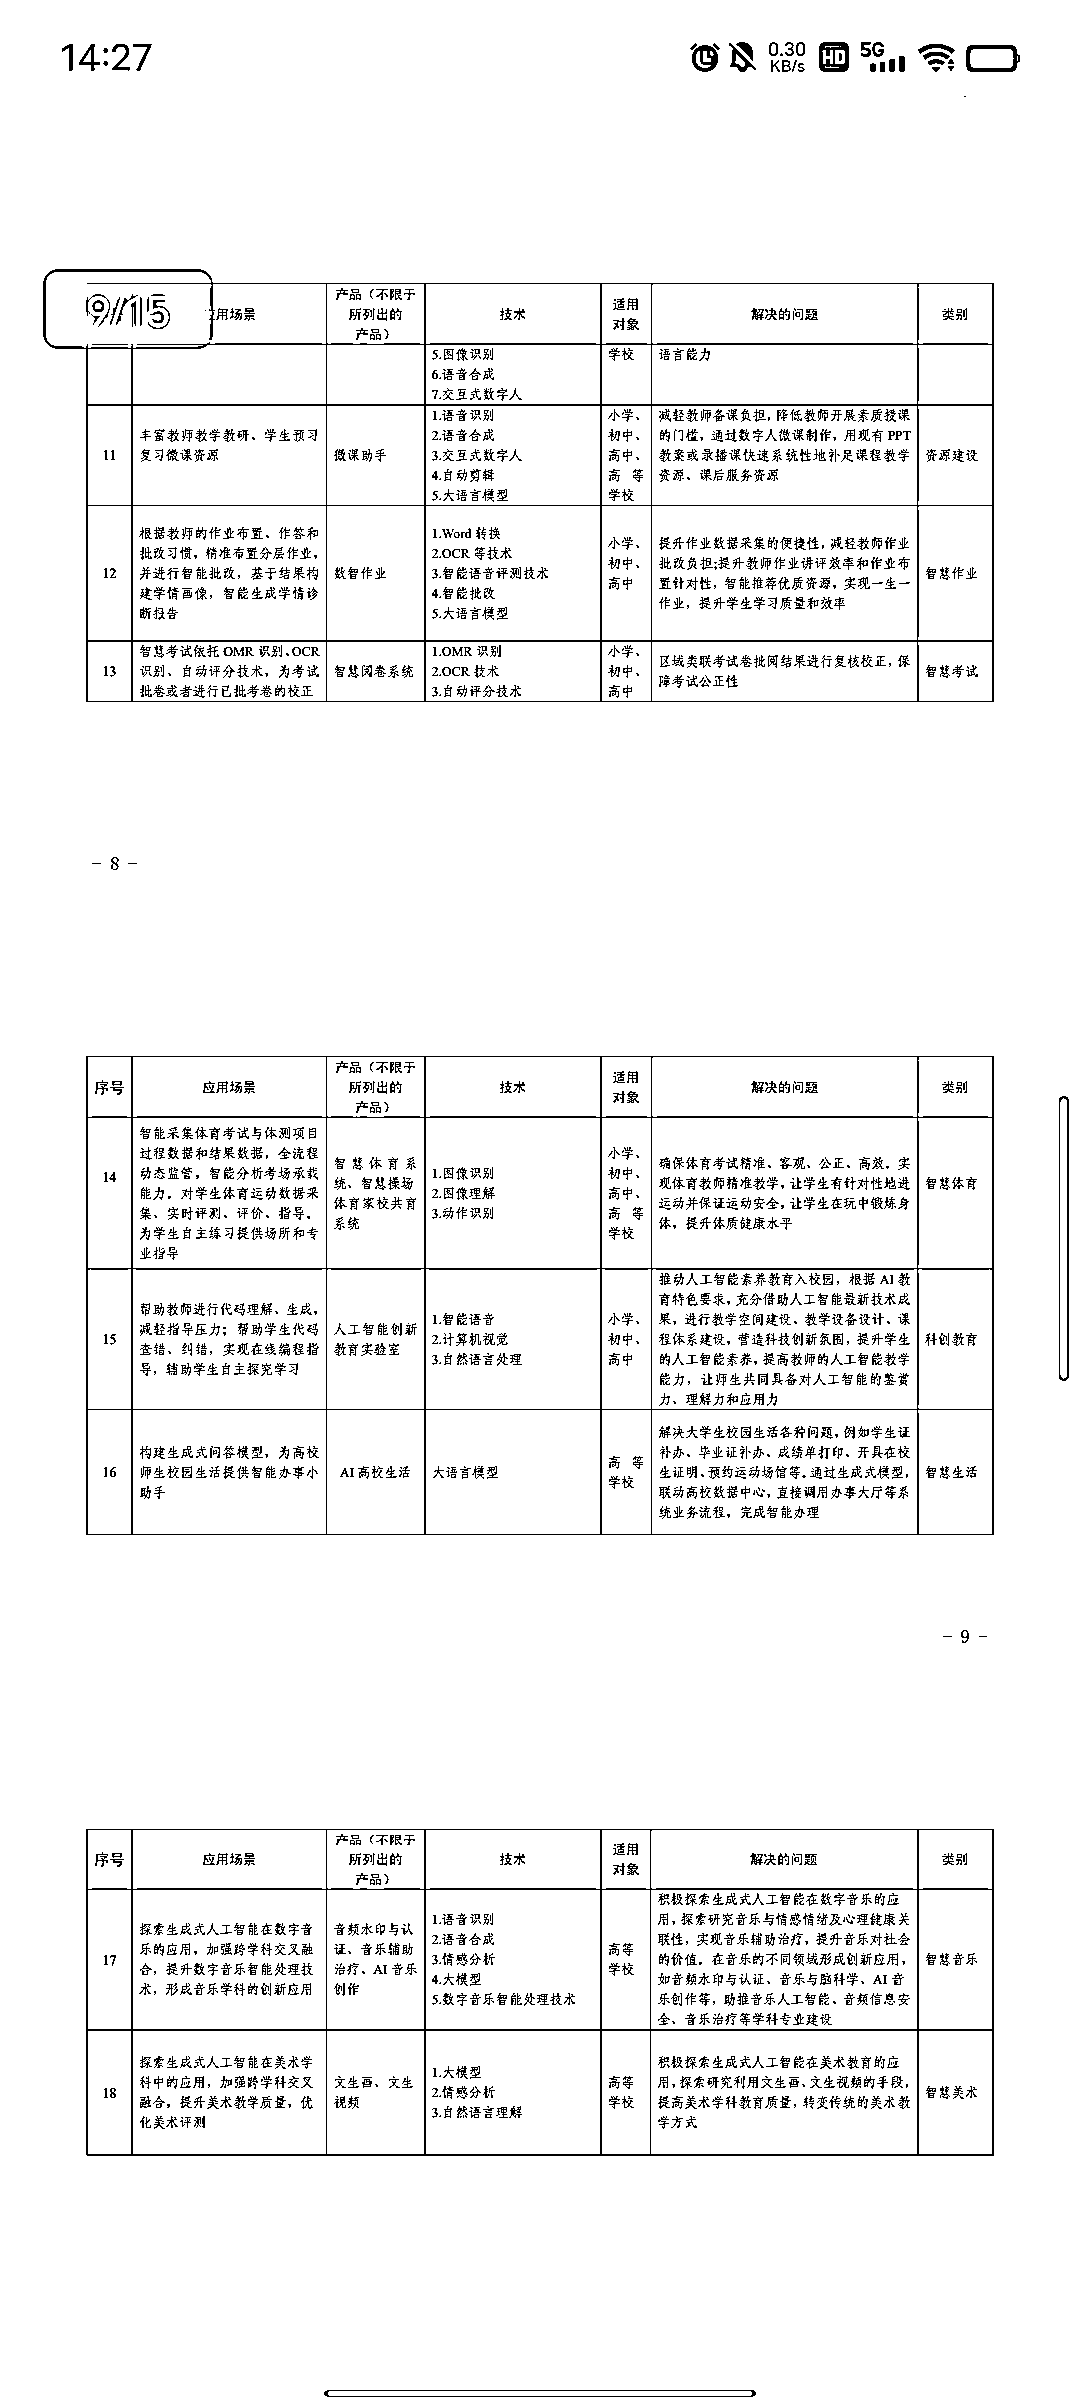 14:27
0.30
KB/s
HD
5G
9/15
应用场景
产品（不限于
所列出的
产品）
技术
适用
对象
解决的问题
类别
5.图像识别
6.语音合成
7.交互式数字人
学校
语言能力
11
丰富教师教学教研、学生预习
复习微课资源
微课助手
1.语音识别
2.语音合成
3.交互式数字人
4.自动剪辑
5.大语言模型
小学、
初中、
高中、
高 等
学校
减轻教师备课负担，降低教师开展素质授课
的门槛，通过数字人微课制作，用现有 PPT
教案或录播课快速系统性地补足课程教学
资源、课后服务资源
资源建设
12
根据教师的作业布置、作答和
批改习惯，精准布置分层作业，
并进行智能批改，基于结果构
建学情画像，智能生成学情诊
断报告
数智作业
1.Word 转换
2.OCR 等技术
3.智能语音评测技术
4.智能批改
5.大语言模型
小学、
初中、
高中
提升作业数据采集的便捷性，减轻教师作业
批改负担;提升教师作业讲评效率和作业布
置针对性，智能推荐优质资源，实现一生一
作业，提升学生学习质量和效率
智慧作业
13
智慧考试依托 OMR 识别、OCR
识别、自动评分技术，为考试
批卷或者进行已批考卷的校正
智慧阅卷系统
1.OMR 识别
2.OCR 技术
3.自动评分技术
小学、
初中、
高中
区域类联考试卷批阅结果进行复核校正，保
障考试公正性
智慧考试
- 8 -
序号
应用场景
产品（不限于
所列出的
产品）
技术
适用
对象
解决的问题
类别
14
智能采集体育考试与体测项目
过程数据和结果数据，全流程
动态监管，智能分析考场承载
能力。对学生体育运动数据采
集、实时评测、评价、指导。
为学生自主练习提供场所和专
业指导
智 慧 体 育 系
统、智慧操场
体育家校共育
系统
1.图像识别
2.图像理解
3.动作识别
小学、
初中、
高中、
高 等
学校
确保体育考试精准、客观、公正、高效。实
现体育教师精准教学，让学生有针对性地进
运动并保证运动安全，让学生在玩中锻炼身
体，提升体质健康水平
智慧体育
15
帮助教师进行代码理解、生成，
减轻指导压力；帮助学生代码
查错、纠错，实现在线编程指
导，辅助学生自主探究学习
人工智能创新
教育实验室
1.智能语音
2.计算机视觉
3.自然语言处理
小学、
初中、
高中
推动人工智能素养教育入校园，根据 AI 教
育特色要求，充分借助人工智能最新技术成
果，进行教学空间建设、教学设备设计、课
程体系建设，营造科技创新氛围，提升学生
的人工智能素养，提高教师的人工智能教学
能力，让师生共同具备对人工智能的鉴赏
力、理解力和应用力
科创教育
16
构建生成式问答模型，为高校
师生校园生活提供智能办事小
助手
AI 高校生活
大语言模型
高 等
学校
解决大学生校园生活各种问题，例如学生证
补办、毕业证补办、成绩单打印、开具在校
生证明、预约运动场馆等。通过生成式模型，
联动高校数据中心，直接调用办事大厅等系
统业务流程，完成智能办理
智慧生活
- 9 -
序号
应用场景
产品（不限于
所列出的
产品）
技术
适用
对象
解决的问题
类别
17
探索生成式人工智能在数字音
乐的应用，加强跨学科交叉融
合，提升数字音乐智能处理技
术，形成音乐学科的创新应用
音频水印与认
证、音乐辅助
治疗、AI 音乐
创作
1.语音识别
2.语音合成
3.情感分析
4.大模型
5.数字音乐智能处理技术
高等
学校
积极探索生成式人工智能在数字音乐的应
用，探索研究音乐与情感情绪及心理健康关
联性，实现音乐辅助治疗，提升音乐对社会
的价值。在音乐的不同领域形成创新应用，
如音频水印与认证、音乐与脑科学、AI 音
乐创作等，助推音乐人工智能、音频信息安
全、音乐治疗等学科专业建设
智慧音乐
18
探索生成式人工智能在美术学
科中的应用，加强跨学科交叉
融合，提升美术教学质量，优
化美术评测
文生画、文生
视频
1.大模型
2.情感分析
3.自然语言理解
高等
学校
积极探索生成式人工智能在美术教育的应
用，探索研究利用文生画、文生视频的手段，
提高美术学科教育质量，转变传统的美术教
学方式
智慧美术